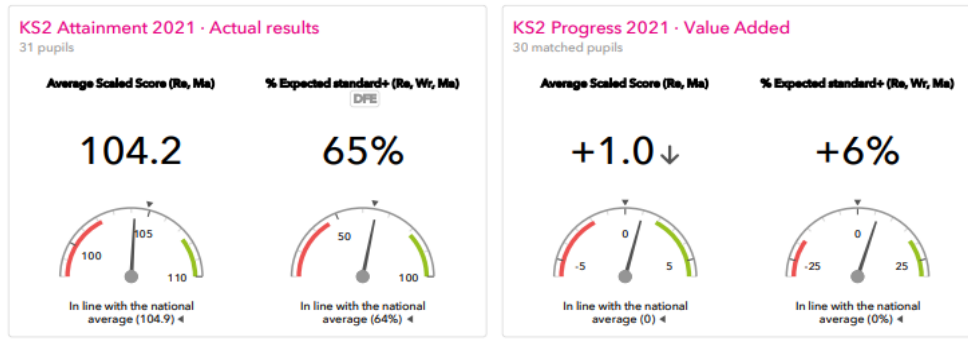 KS2 Attainment 2021 · Actual results
31 pupils
Average Scaled Score (Re, Ma)
104.2
100
105
110
In line with the national
average (104.9) ◄
% Expected standard+ (Re, Wr, Ma)
DFE
65%
50
100
In line with the national
average (64%) ◄
KS2 Progress 2021 · Value Added
30 matched pupils
Average Scaled Score (Re, Ma)
+1.0↓
-5
0
5
In line with the national
average (0) ◄
% Expected standard+ (Re, Wr, Ma)
+6%
-25
0
25
In line with the national
average (0%) ◄